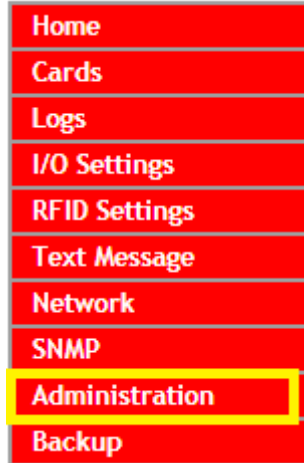 Home
Cards
Logs
I/O Settings
RFID Settings
Text Message
Network
SNMP
Administration
Backup